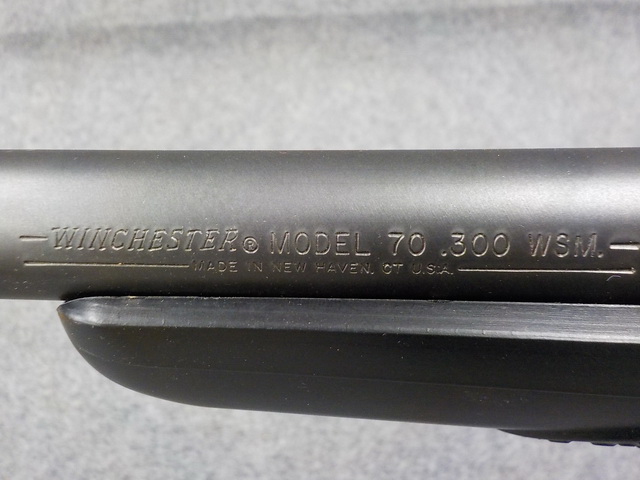 —WINCHESTER® MODEL 70 .300 WSM.—
MADE IN NEW HAVEN, CT U.S.A.